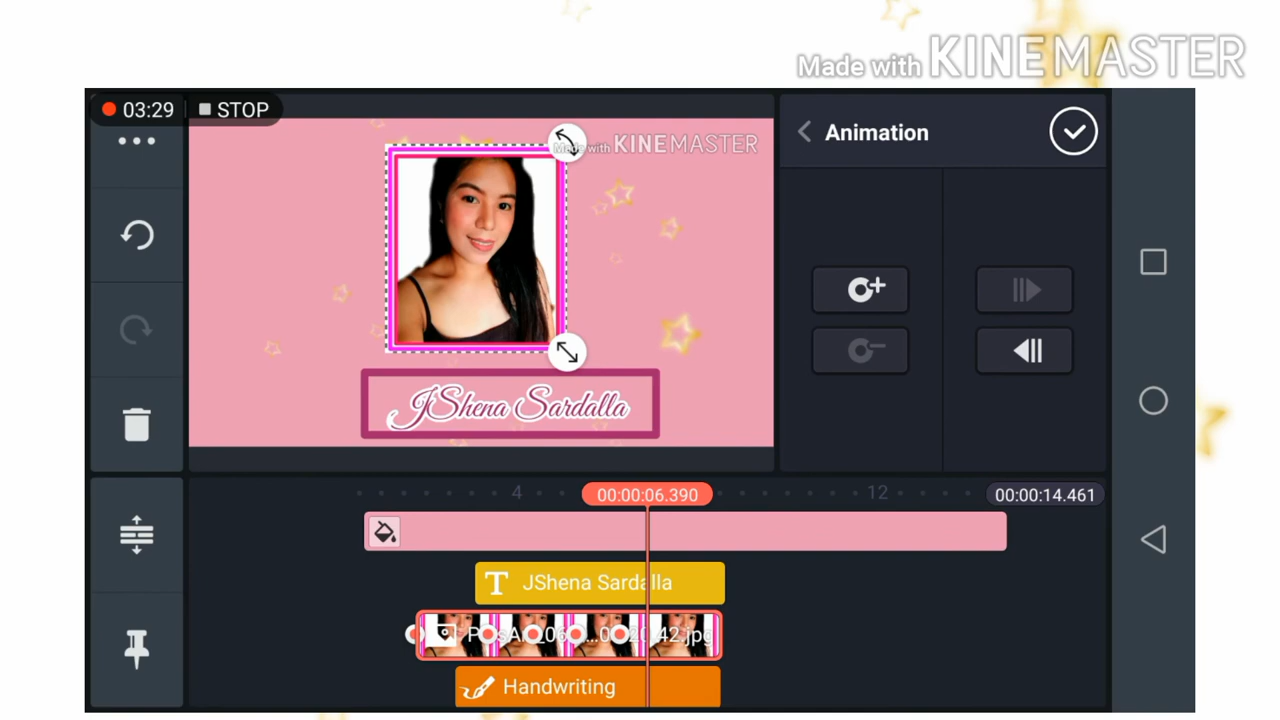 Made with KINEMASTER
03:29 STOP
Animation
Made with KINEMASTER
JShena Sardalla
4
00:00:06.390
12
00:00:14.461
JShena Sardalla
Handwriting